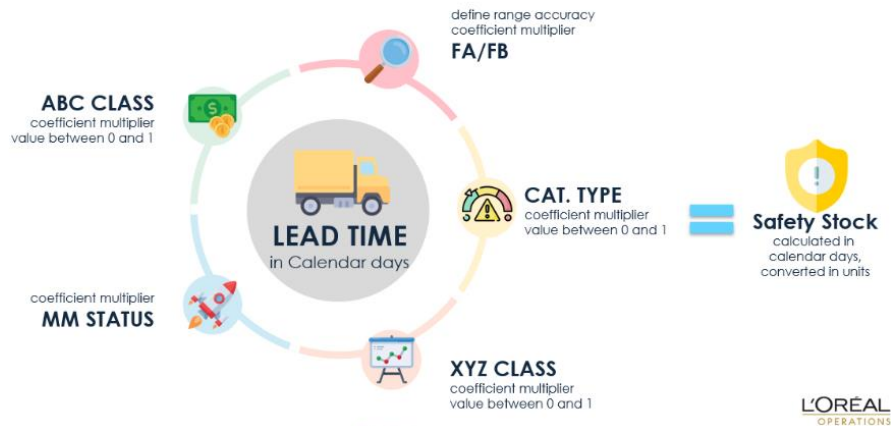 define range accuracy
coefficient multiplier
FA/FB
ABC CLASS
coefficient multiplier
value between 0 and 1
CAT. TYPE
coefficient multiplier
value between 0 and 1
LEAD TIME
in Calendar days
Safety Stock
calculated in
calendar days,
converted in units
coefficient multiplier
MM STATUS
XYZ CLASS
coefficient multiplier
value between 0 and 1
L'ORÉAL
OPERATIONS